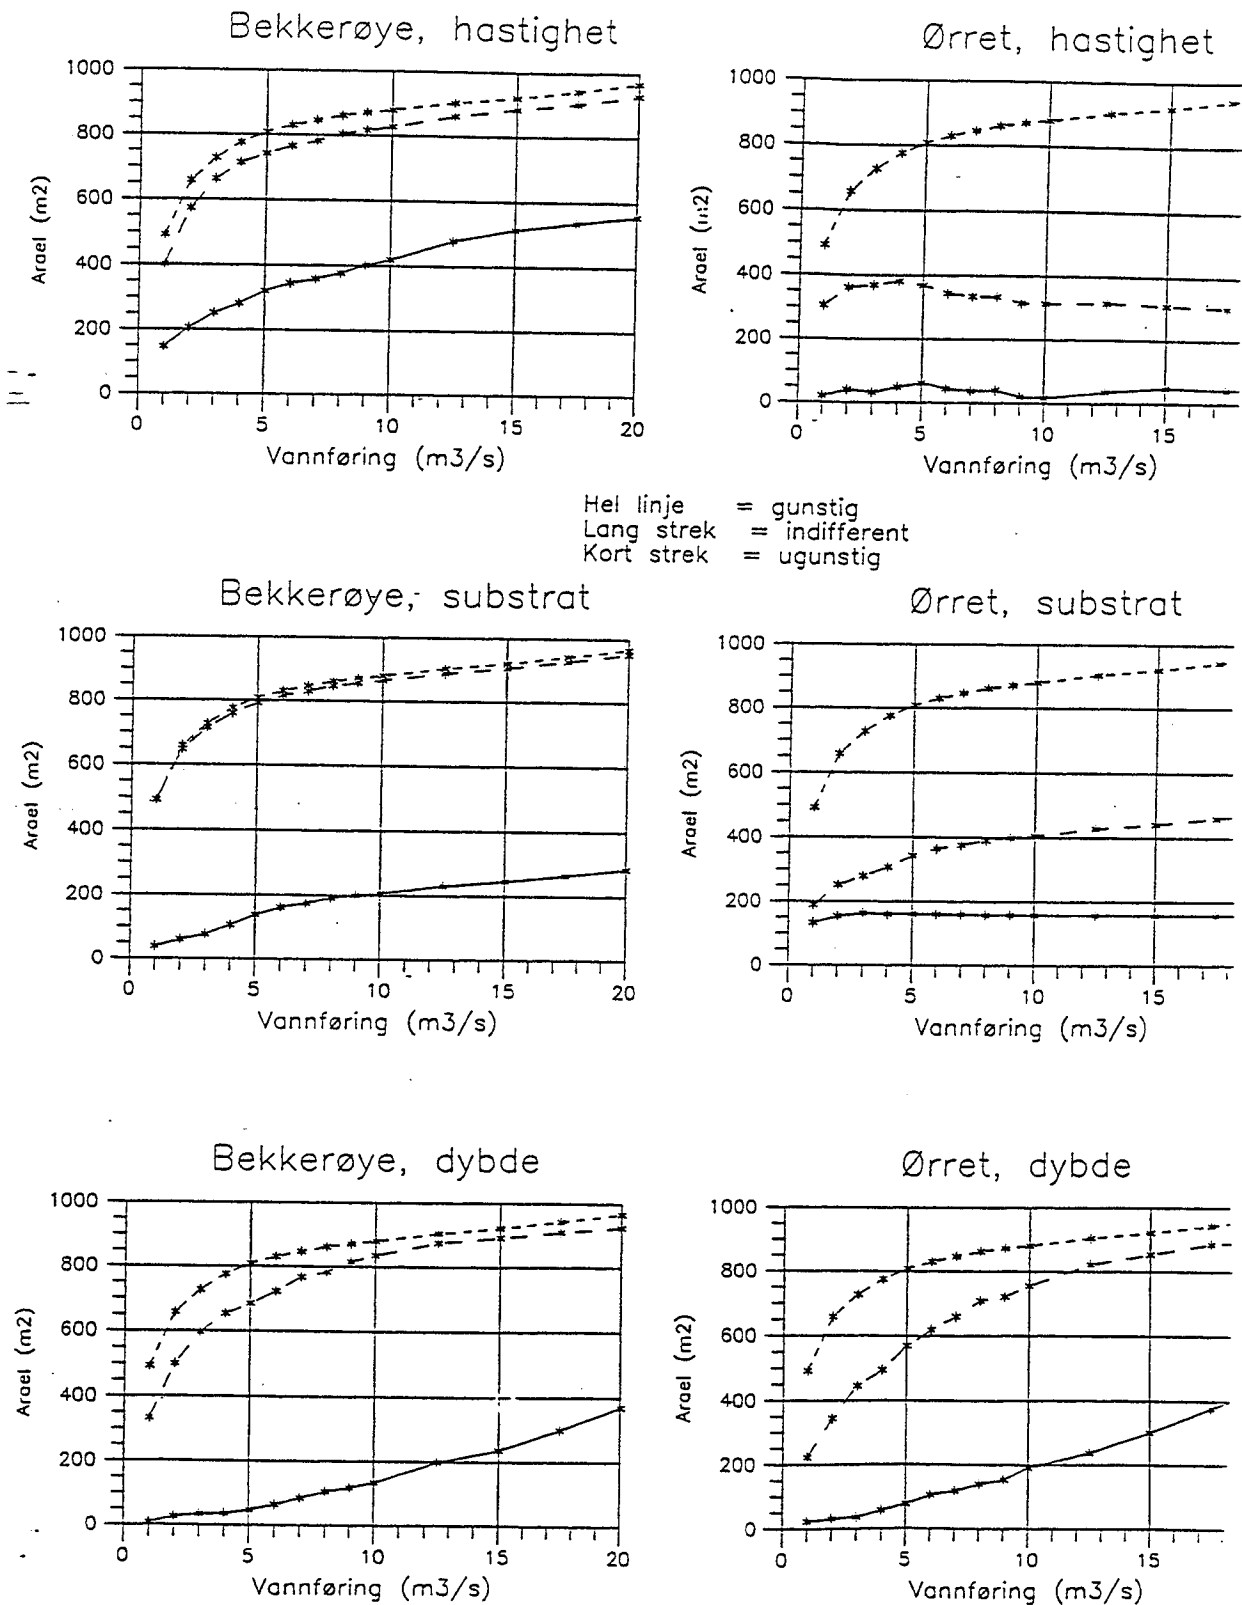 Bekkerøye, hastighet
1000
800
600
400
200
0
Arael (m2)
0 5 10 15 20
Vannføring (m3/s)
Ørret, hastighet
1000
800
600
400
200
0
Arael (m2)
0 5 10 15
Vannføring (m3/s)
Hel linje = gunstig
Lang strek = indifferent
Kort strek = ugunstig
Bekkerøye, substrat
1000
800
600
400
200
0
Arael (m2)
0 5 10 15 20
Vannføring (m3/s)
Ørret, substrat
1000
800
600
400
200
0
Arael (m2)
0 5 10 15
Vannføring (m3/s)
Bekkerøye, dybde
1000
800
600
400
200
0
Arael (m2)
0 5 10 15 20
Vannføring (m3/s)
Ørret, dybde
1000
800
600
400
200
0
Arael (m2)
0 5 10 15
Vannføring (m3/s)